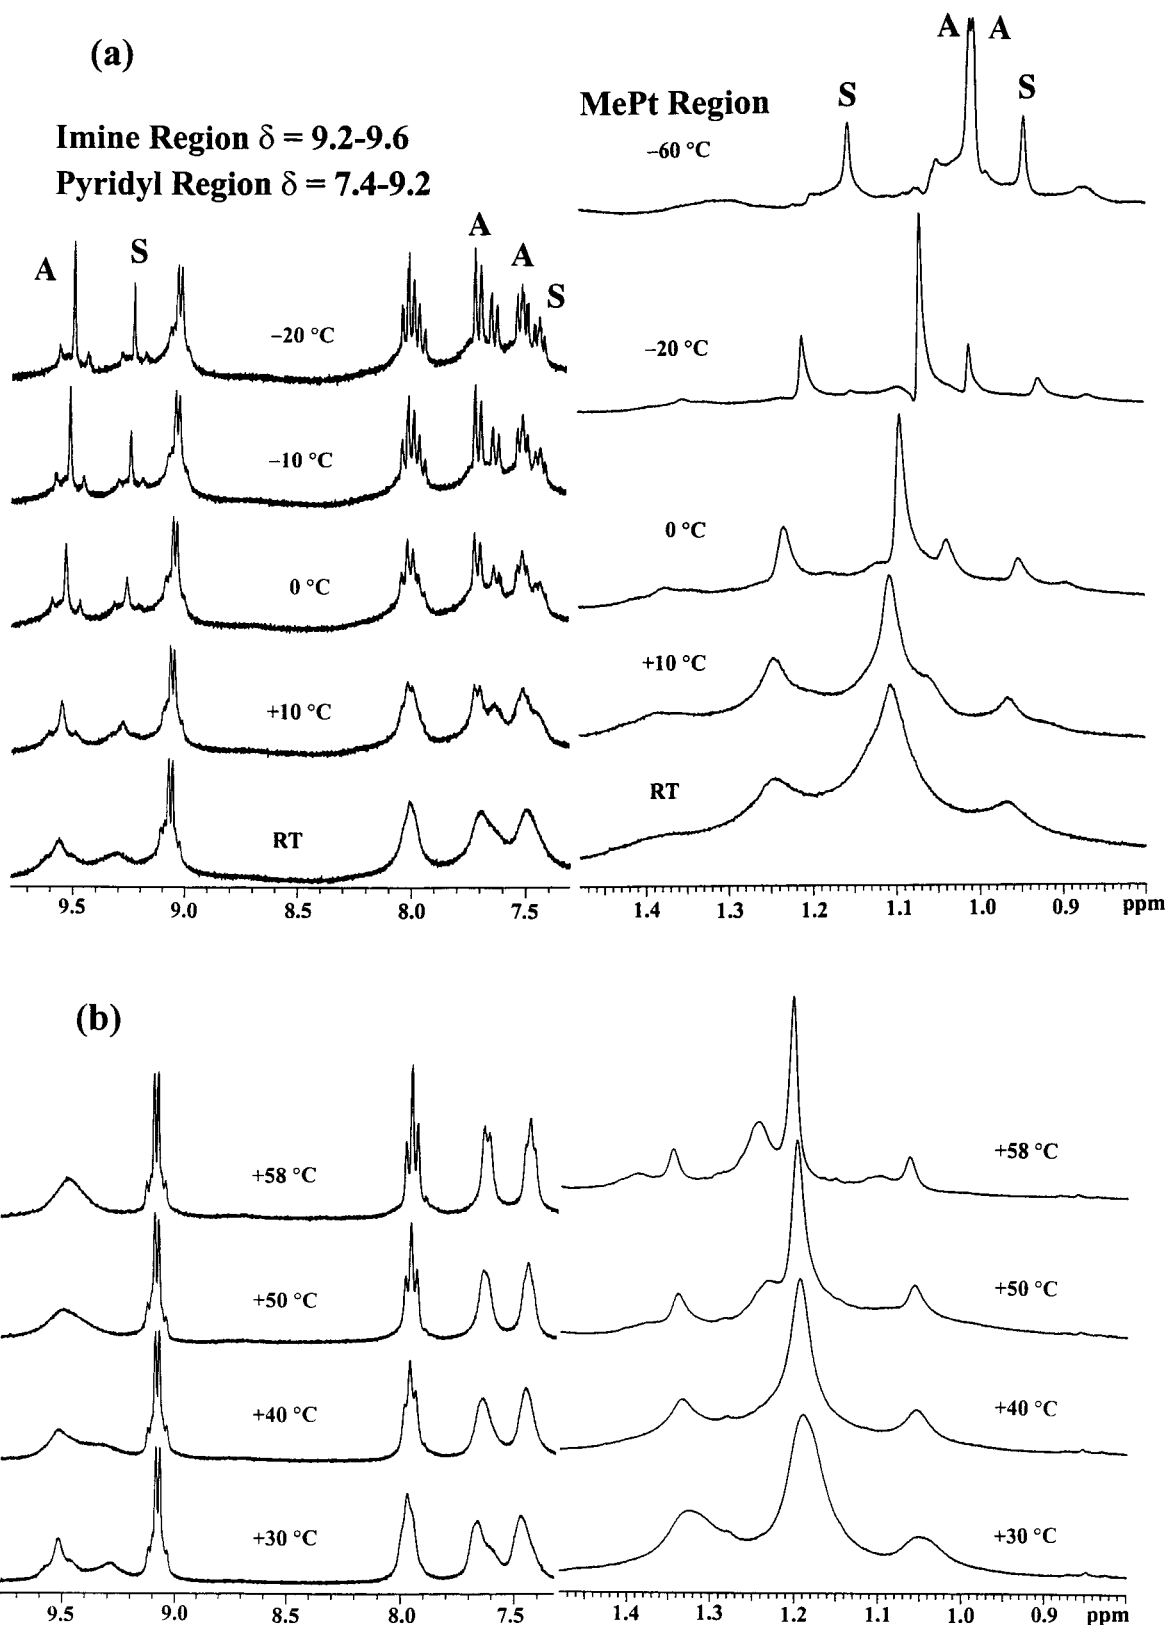 (a)
Imine Region δ = 9.2-9.6
Pyridyl Region δ = 7.4-9.2
A
S
A
A
S
−20 °C
−10 °C
0 °C
+10 °C
RT
9.5 9.0 8.5 8.0 7.5
MePt Region
A A
S
S
−60 °C
−20 °C
0 °C
+10 °C
RT
1.4 1.3 1.2 1.1 1.0 0.9 ppm
(b)
+58 °C
+50 °C
+40 °C
+30 °C
9.5 9.0 8.5 8.0 7.5
+58 °C
+50 °C
+40 °C
+30 °C
1.4 1.3 1.2 1.1 1.0 0.9 ppm